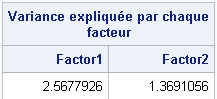 Variance expliquée par chaque
facteur
Factor1 Factor2
2.5677926 1.3691056